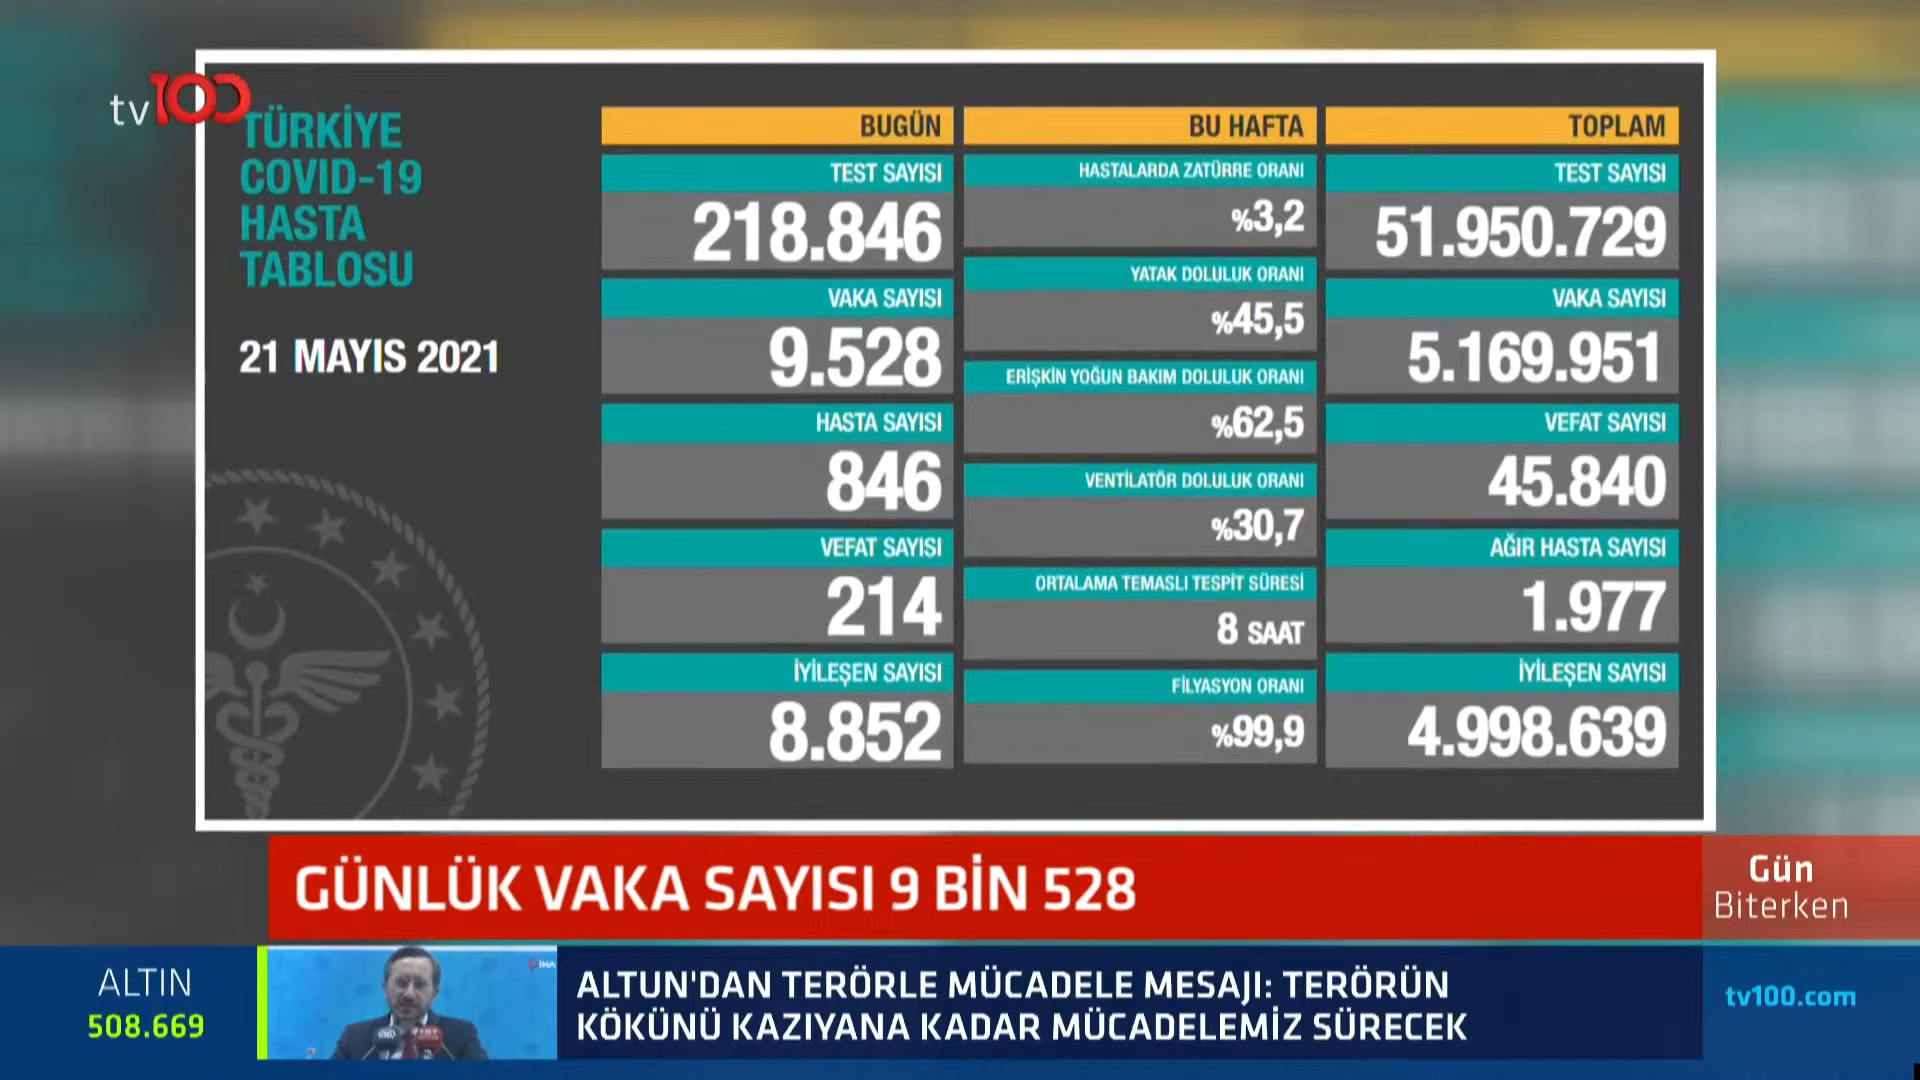 tv100
TÜRKİYE
COVID-19
HASTA
TABLOSU
21 MAYIS 2021
BUGÜN
TEST SAYISI
218.846
VAKA SAYISI
9.528
HASTA SAYISI
846
VEFAT SAYISI
214
İYİLEŞEN SAYISI
8.852
BU HAFTA
HASTALARDA ZATÜRRE ORANI
%3,2
YATAK DOLULUK ORANI
%45,5
ERİŞKİN YOĞUN BAKIM DOLULUK ORANI
%62,5
VENTİLATÖR DOLULUK ORANI
%30,7
ORTALAMA TEMASLI TESPİT SÜRESİ
8 SAAT
FİLYASYON ORANI
%99,9
TOPLAM
TEST SAYISI
51.950.729
VAKA SAYISI
5.169.951
VEFAT SAYISI
45.840
AĞIR HASTA SAYISI
1.977
İYİLEŞEN SAYISI
4.998.639
GÜNLÜK VAKA SAYISI 9 BİN 528
Gün
Biterken
ALTIN
508.669
İHA
ALTUN'DAN TERÖRLE MÜCADELE MESAJI: TERÖRÜN
KÖKÜNÜ KAZIYANA KADAR MÜCADELEMİZ SÜRECEK
tv100.com